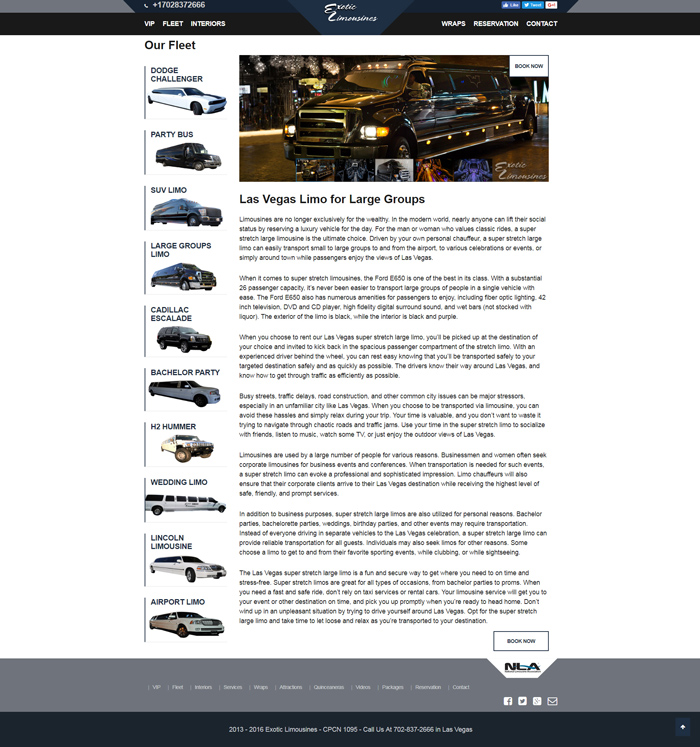 +17028372666
Like
Tweet
G+1
Exotic
Limousines
VIP FLEET INTERIORS
WRAPS RESERVATION CONTACT
Our Fleet
DODGE
CHALLENGER
PARTY BUS
SUV LIMO
LARGE GROUPS
LIMO
CADILLAC
ESCALADE
BACHELOR PARTY
H2 HUMMER
WEDDING LIMO
LINCOLN
LIMOUSINE
AIRPORT LIMO
BOOK NOW
Exotic
Limousines
Las Vegas Limo for Large Groups
Limousines are no longer exclusively for the wealthy. In the modern world, nearly anyone can lift their social
status by reserving a luxury vehicle for the day. For the man or woman who values classic rides, a super
stretch large limousine is the ultimate choice. Driven by your own personal chauffeur, a super stretch large
limo can easily transport small to large groups to and from the airport, to various celebrations or events, or
simply around town while passengers enjoy the views of Las Vegas.
When it comes to super stretch limousines, the Ford E650 is one of the best in its class. With a substantial
26 passenger capacity, it's never been easier to transport large groups of people in a single vehicle with
ease. The Ford E650 also has numerous amenities for passengers to enjoy, including fiber optic lighting, 42
inch television, DVD and CD player, high fidelity digital surround sound, and wet bars (not stocked with
liquor). The exterior of the limo is black, while the interior is black and purple.
When you choose to rent our Las Vegas super stretch large limo, you'll be picked up at the destination of
your choice and invited to kick back in the spacious passenger compartment of the stretch limo. With an
experienced driver behind the wheel, you can rest easy knowing that you'll be transported safely to your
targeted destination safely and as quickly as possible. The drivers know their way around Las Vegas, and
know how to get through traffic as efficiently as possible.
Busy streets, traffic delays, road construction, and other common city issues can be major stressors,
especially in an unfamiliar city like Las Vegas. When you choose to be transported via limousine, you can
avoid these hassles and simply relax during your trip. Your time is valuable, and you don't want to waste it
trying to navigate through chaotic roads and traffic jams. Use your time in the super stretch limo to socialize
with friends, listen to music, watch some TV, or just enjoy the outdoor views of Las Vegas.
Limousines are used by a large number of people for various reasons. Businessmen and women often seek
corporate limousines for business events and conferences. When transportation is needed for such events,
a super stretch limo can evoke a professional and sophisticated impression. Limo chauffeurs will also
ensure that their corporate clients arrive to their Las Vegas destination while receiving the highest level of
safe, friendly, and prompt services.
In addition to business purposes, super stretch large limos are also utilized for personal reasons. Bachelor
parties, bachelorette parties, weddings, birthday parties, and other events may require transportation.
Instead of everyone driving in separate vehicles to the Las Vegas celebration, a super stretch large limo can
provide reliable transportation for all guests. Individuals may also seek limos for other reasons. Some
choose a limo to get to and from their favorite sporting events, while clubbing, or while sightseeing.
The Las Vegas super stretch large limo is a fun and secure way to get where you need to on time and
stress-free. Super stretch limos are great for all types of occasions, from bachelor parties to proms. When
you need a fast and safe ride, don't rely on taxi services or rental cars. Your limousine service will get you to
your event or other destination on time, and pick you up promptly when you're ready to head home. Don't
wind up in an unpleasant situation by trying to drive yourself around Las Vegas. Opt for the super stretch
large limo and take time to let loose and relax as you're transported to your destination.
BOOK NOW
NLA
| VIP | Fleet | Interiors | Services | Wraps | Attractions | Quinceaneras | Videos | Packages | Reservation | Contact
2013 - 2016 Exotic Limousines - CPCN 1095 - Call Us At 702-837-2666 in Las Vegas